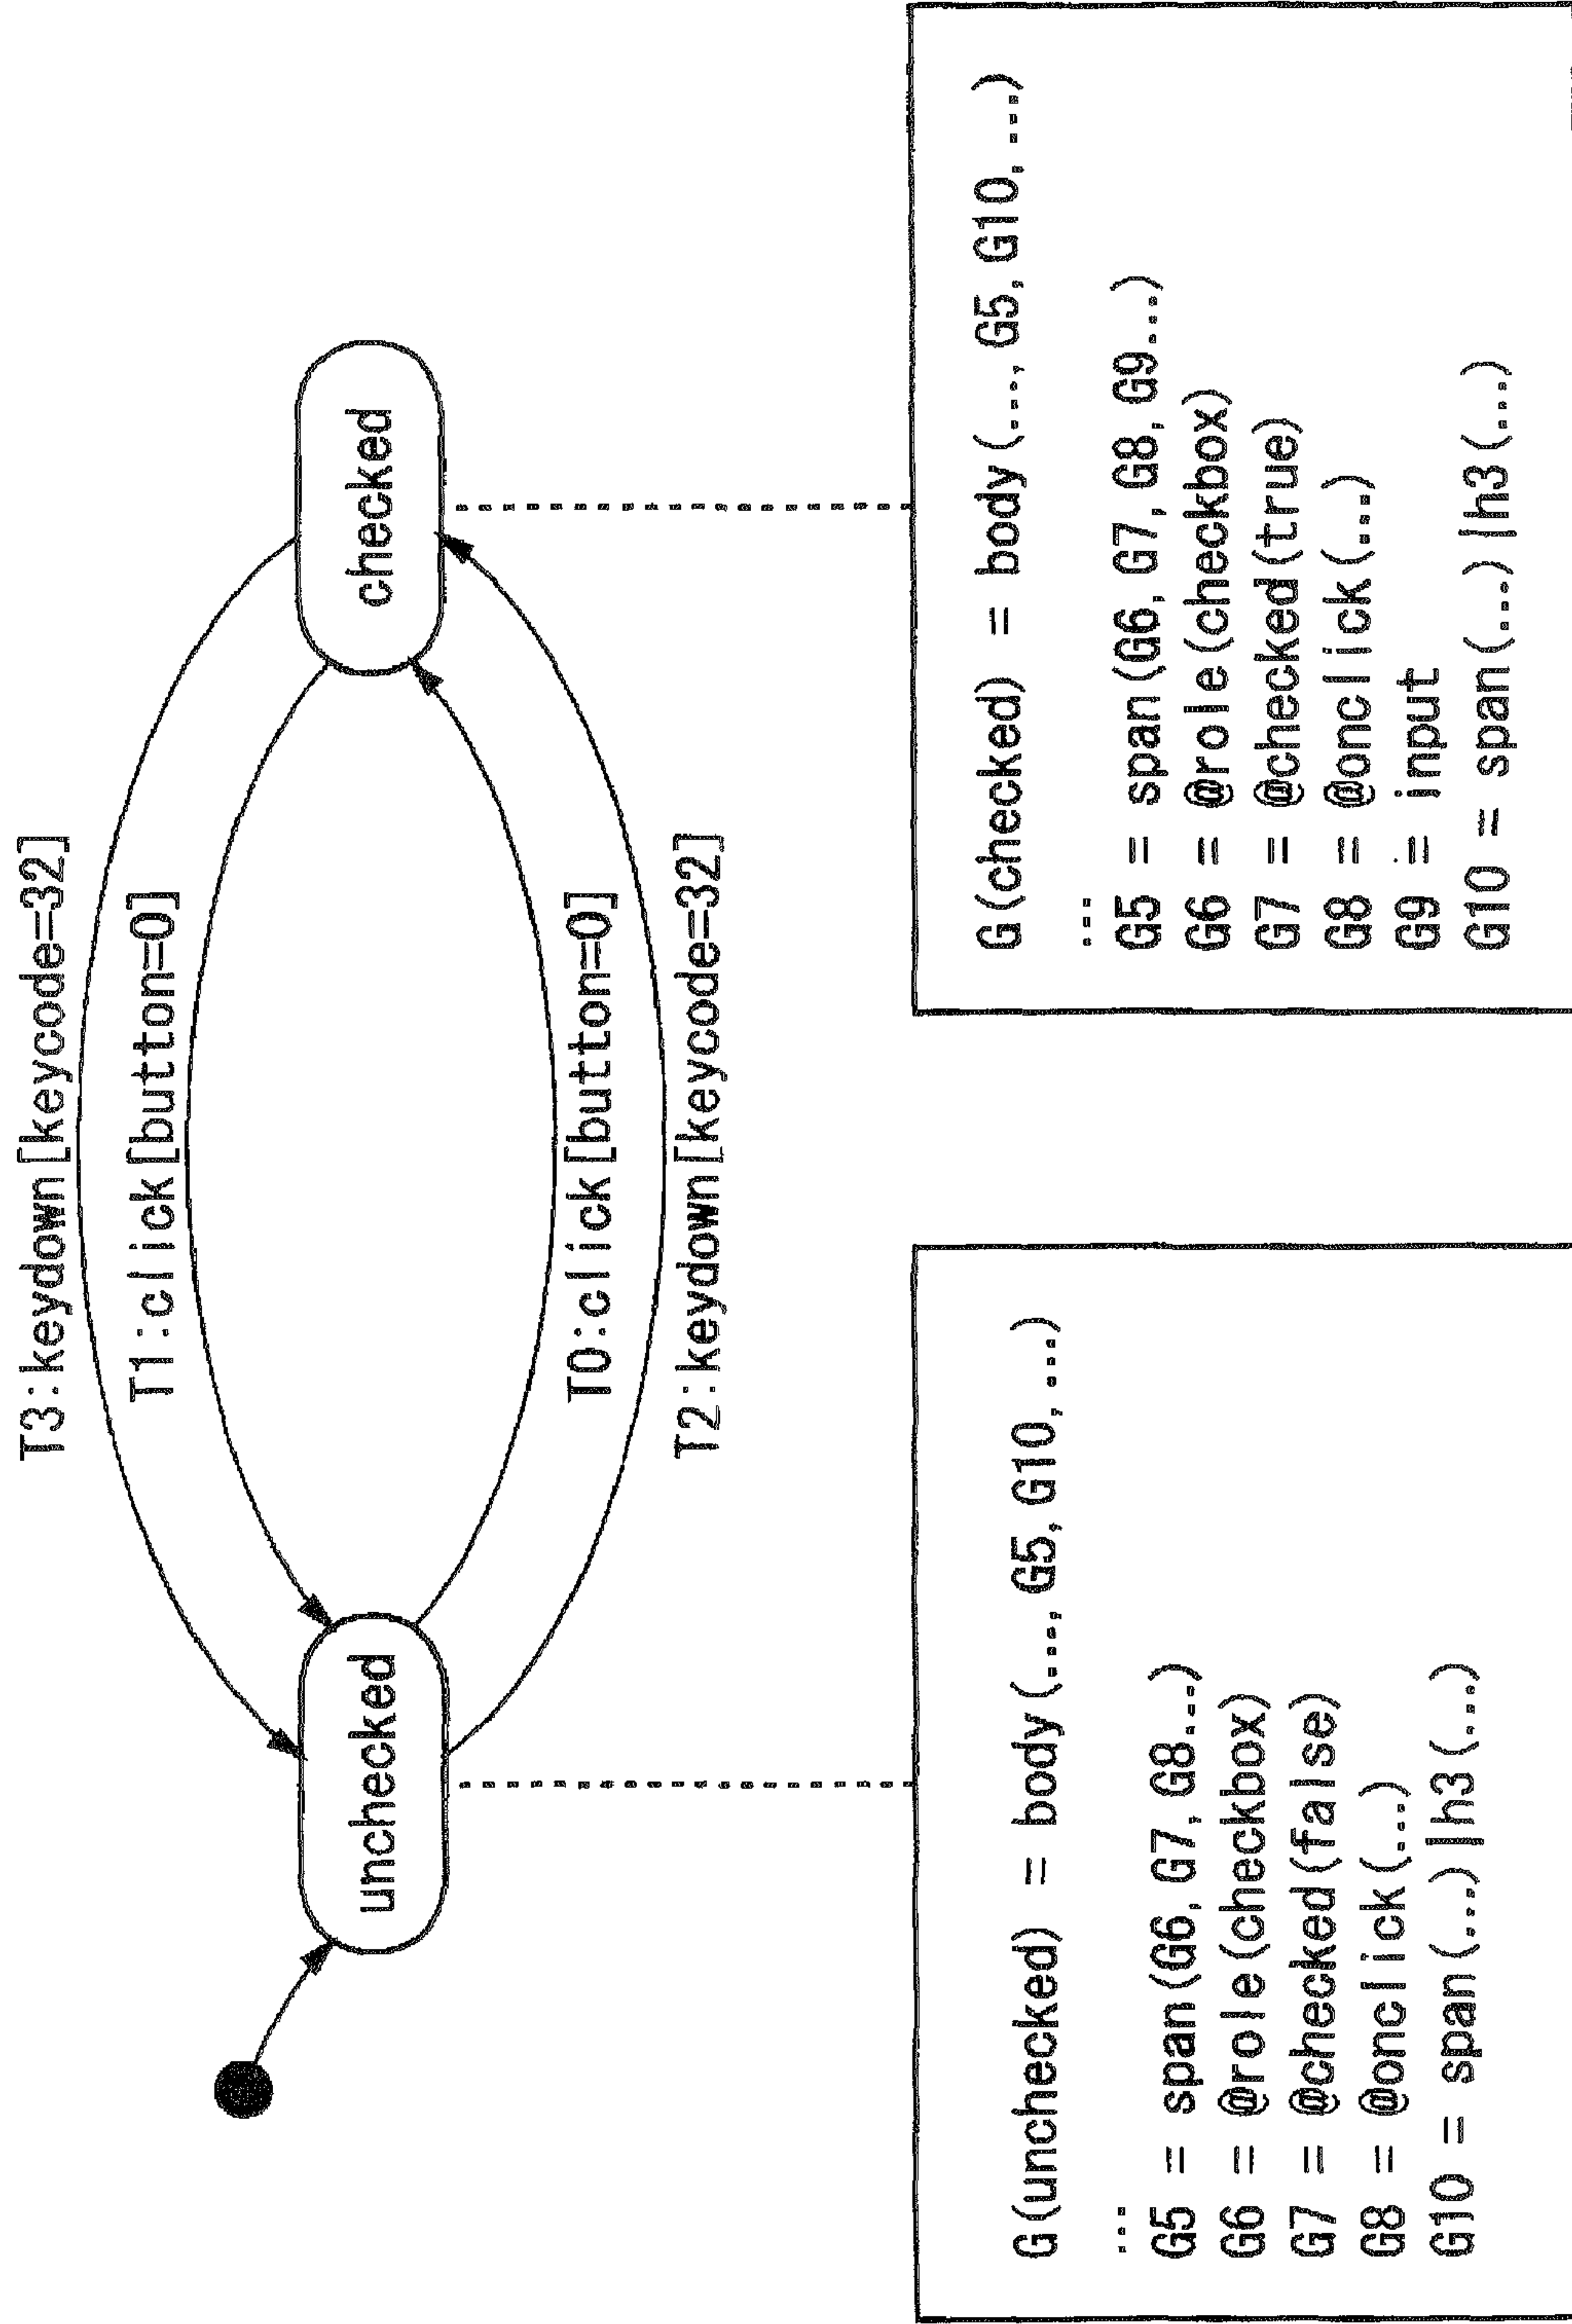 T3:keydown[keycode=32]
T1:click[button=0]
unchecked
checked
T0:click[button=0]
T2:keydown[keycode=32]
G(unchecked) = body(..., G5, G10, ...)
...
G5 = span(G6, G7, G8...)
G6 = @role(checkbox)
G7 = @checked(false)
G8 = @onclick(...)
G10 = span(...)|h3(...)
G(checked) = body(..., G5, G10, ...)
...
G5 = span(G6, G7, G8, G9...)
G6 = @role(checkbox)
G7 = @checked(true)
G8 = @onclick(...)
G9 = input
G10 = span(...)|h3(...)